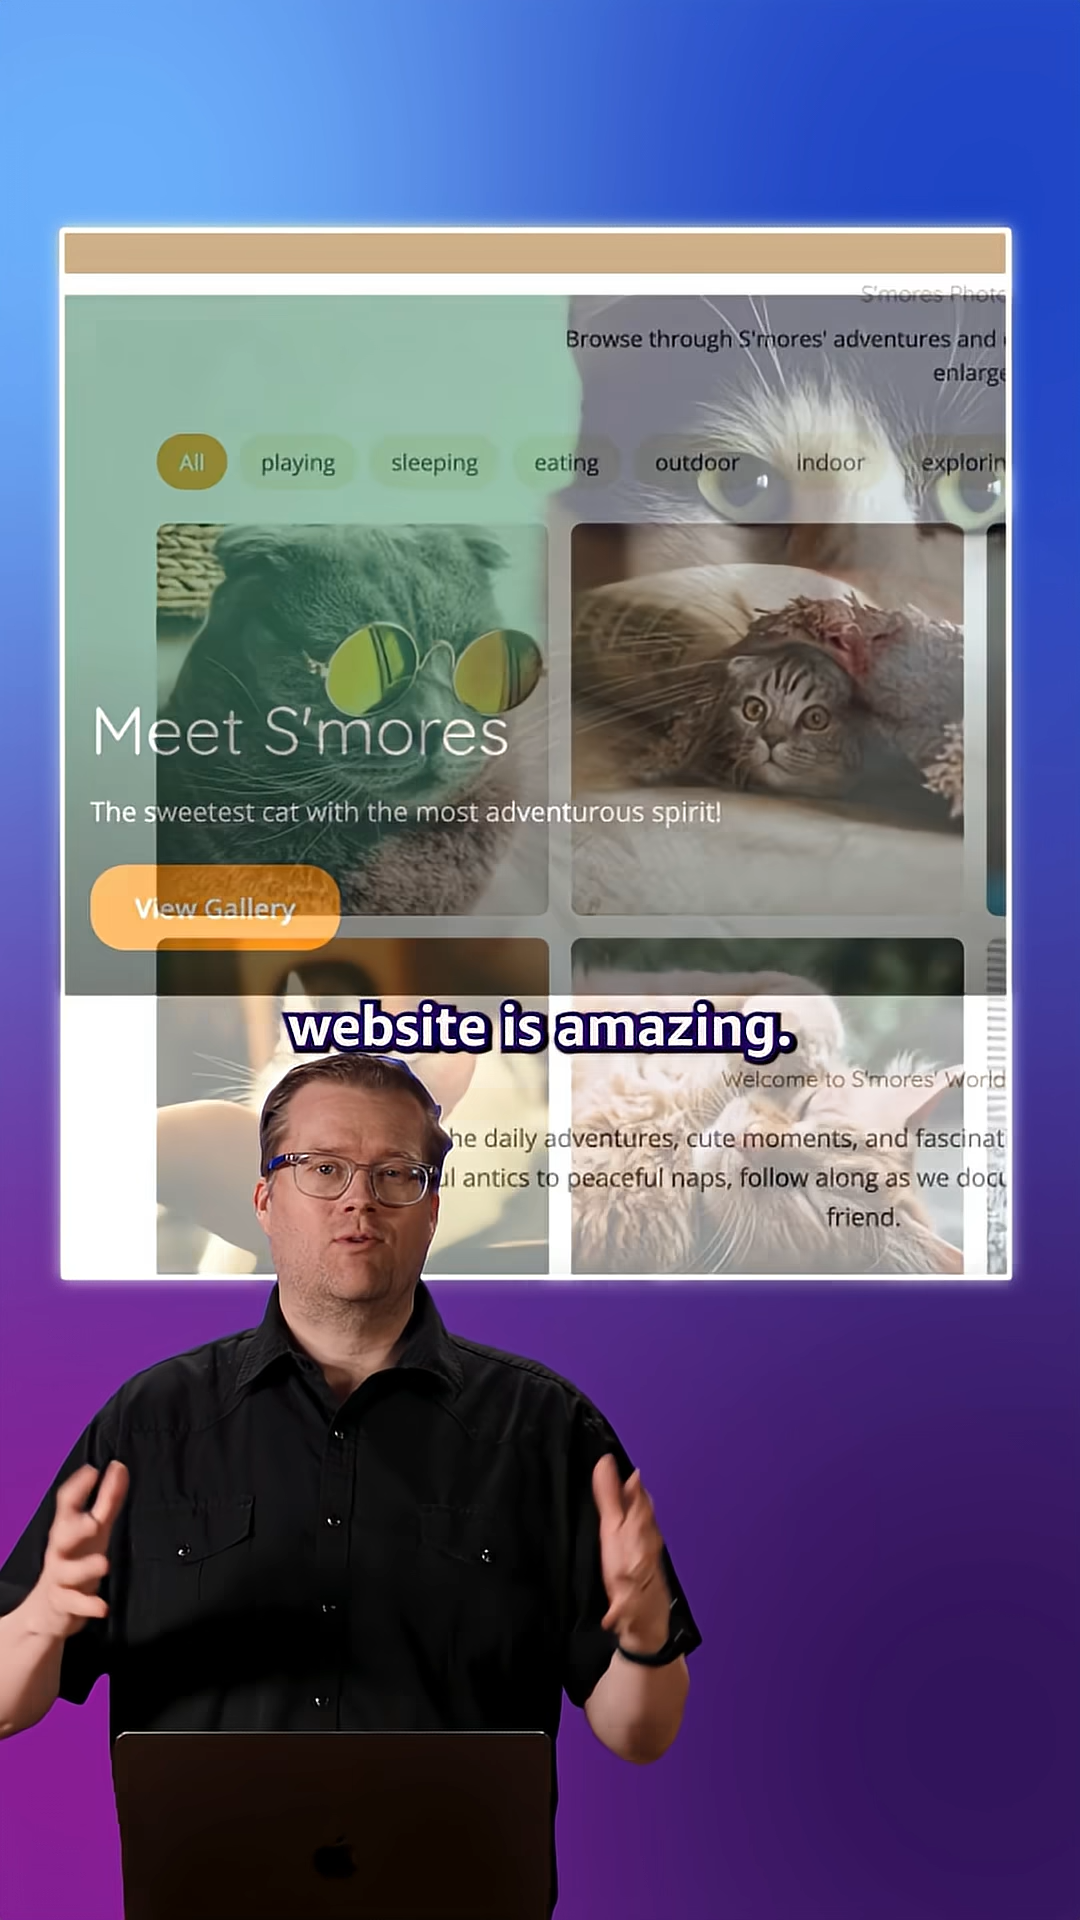 S'mores Photo
Browse through S'mores' adventures and
enlarge
All playing sleeping eating outdoor indoor explorin
Meet S'mores
The sweetest cat with the most adventurous spirit!
View Gallery
website is amazing.
Welcome to S'mores' World
he daily adventures, cute moments, and fascinat
ul antics to peaceful naps, follow along as we docu
friend.